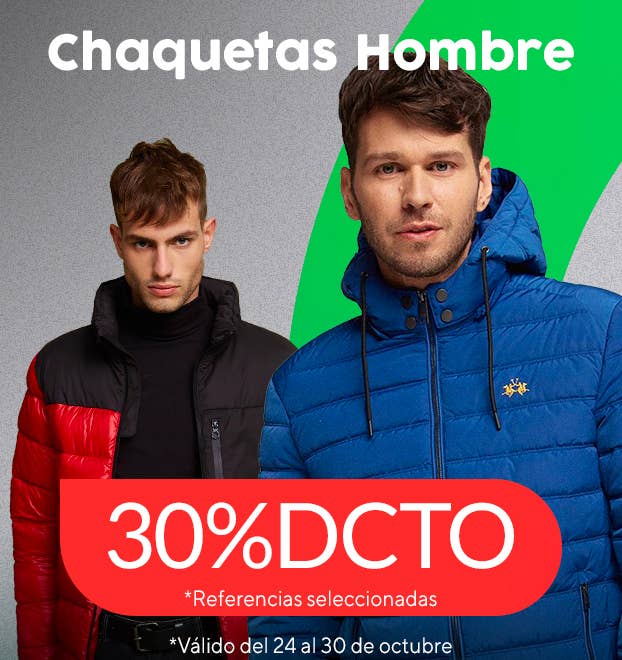 Chaquetas Hombre
30%DCTO
*Referencias seleccionadas
*Válido del 24 al 30 de octubre